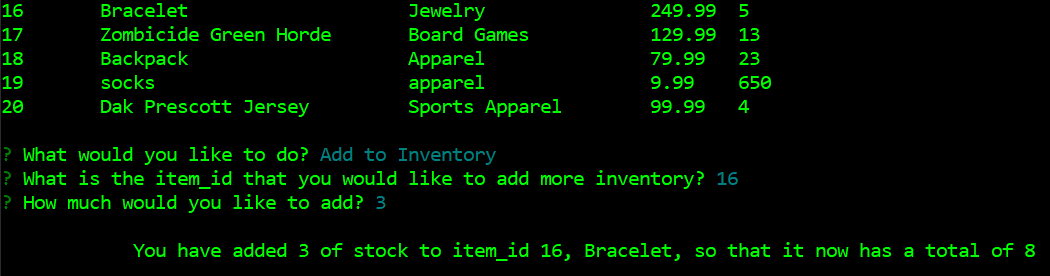 16 Bracelet Jewelry 249.99 5
17 Zombicide Green Horde Board Games 129.99 13
18 Backpack Apparel 79.99 23
19 socks apparel 9.99 650
20 Dak Prescott Jersey Sports Apparel 99.99 4
? What would you like to do? Add to Inventory
? What is the item_id that you would like to add more inventory? 16
? How much would you like to add? 3
You have added 3 of stock to item_id 16, Bracelet, so that it now has a total of 8